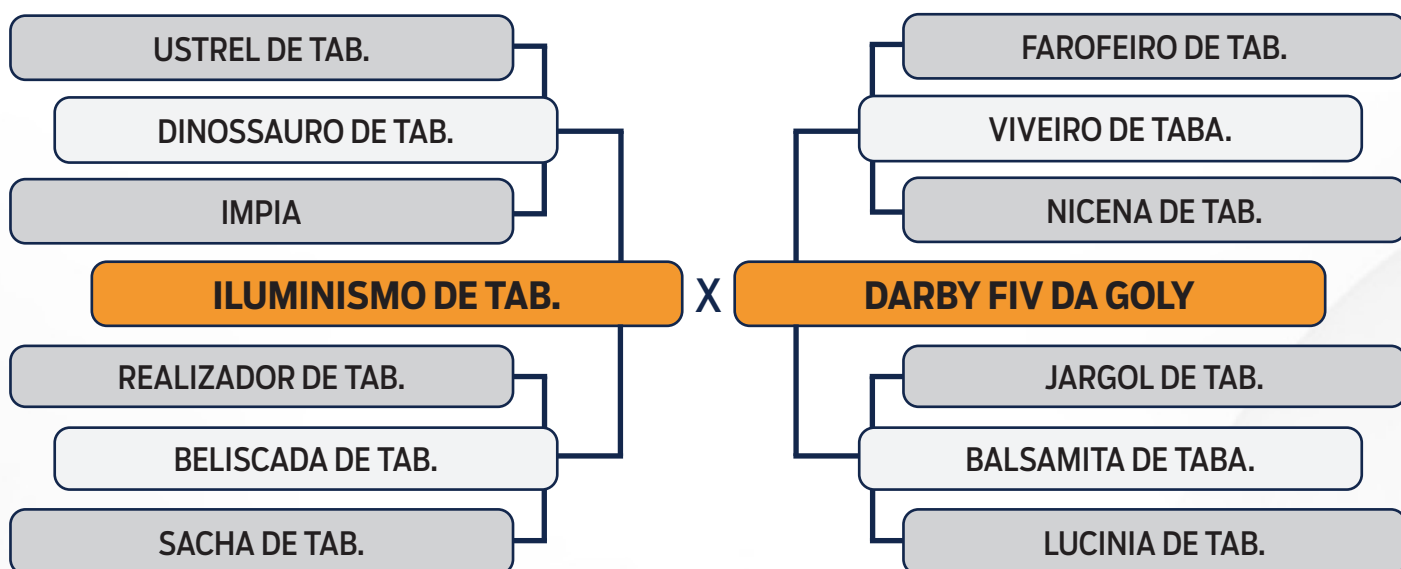 USTREL DE TAB.
FAROFEIRO DE TAB.
DINOSSAURO DE TAB.
VIVEIRO DE TABA.
IMPIA
NICENA DE TAB.
ILUMINISMO DE TAB. X DARBY FIV DA GOLY
REALIZADOR DE TAB.
JARGOL DE TAB.
BELISCADA DE TAB.
BALSAMITA DE TABA.
SACHA DE TAB.
LUCINIA DE TAB.